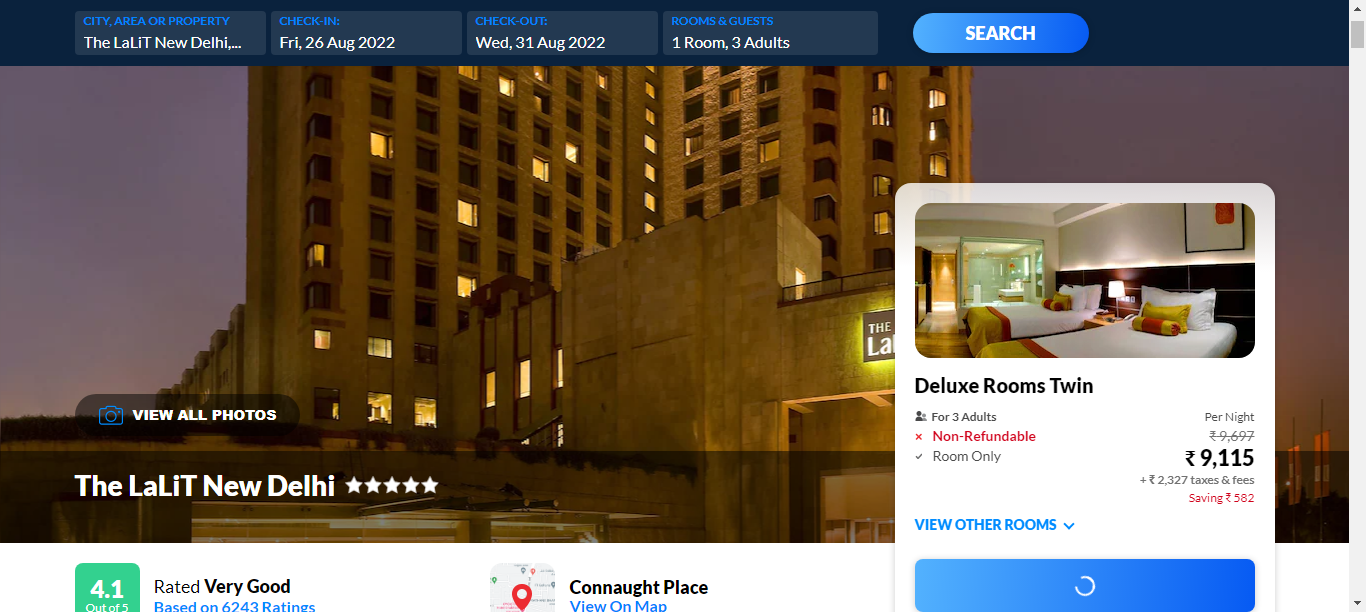 CITY, AREA OR PROPERTY
The LaLiT New Delhi,...
CHECK-IN:
Fri, 26 Aug 2022
CHECK-OUT:
Wed, 31 Aug 2022
ROOMS & GUESTS
1 Room, 3 Adults
SEARCH
THE
VIEW ALL PHOTOS
The LaLiT New Delhi
Deluxe Rooms Twin
For 3 Adults
Non-Refundable
Room Only
Per Night
₹ 9,697
₹ 9,115
+ ₹ 2,327 taxes & fees
Saving ₹ 582
VIEW OTHER ROOMS
4.1
Out of 5
Rated Very Good
Based on 6243 Ratings
Connaught Place
View On Map